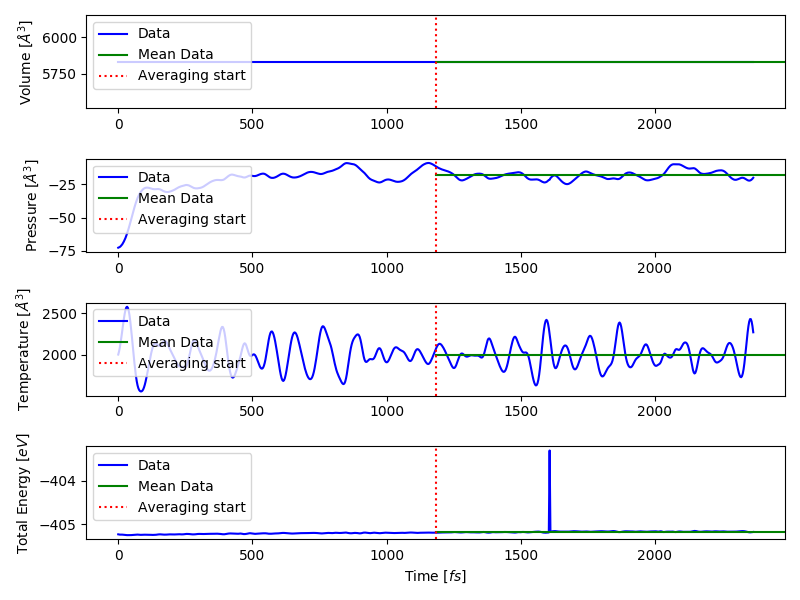 Volume [Å³]
6000
5750
Data
Mean Data
Averaging start
0
500
1000
1500
2000
Pressure [Å³]
−25
−50
−75
Data
Mean Data
Averaging start
0
500
1000
1500
2000
Temperature [Å³]
2500
2000
Data
Mean Data
Averaging start
0
500
1000
1500
2000
Total Energy [eV]
−404
−405
Data
Mean Data
Averaging start
0
500
1000
1500
2000
Time [fs]